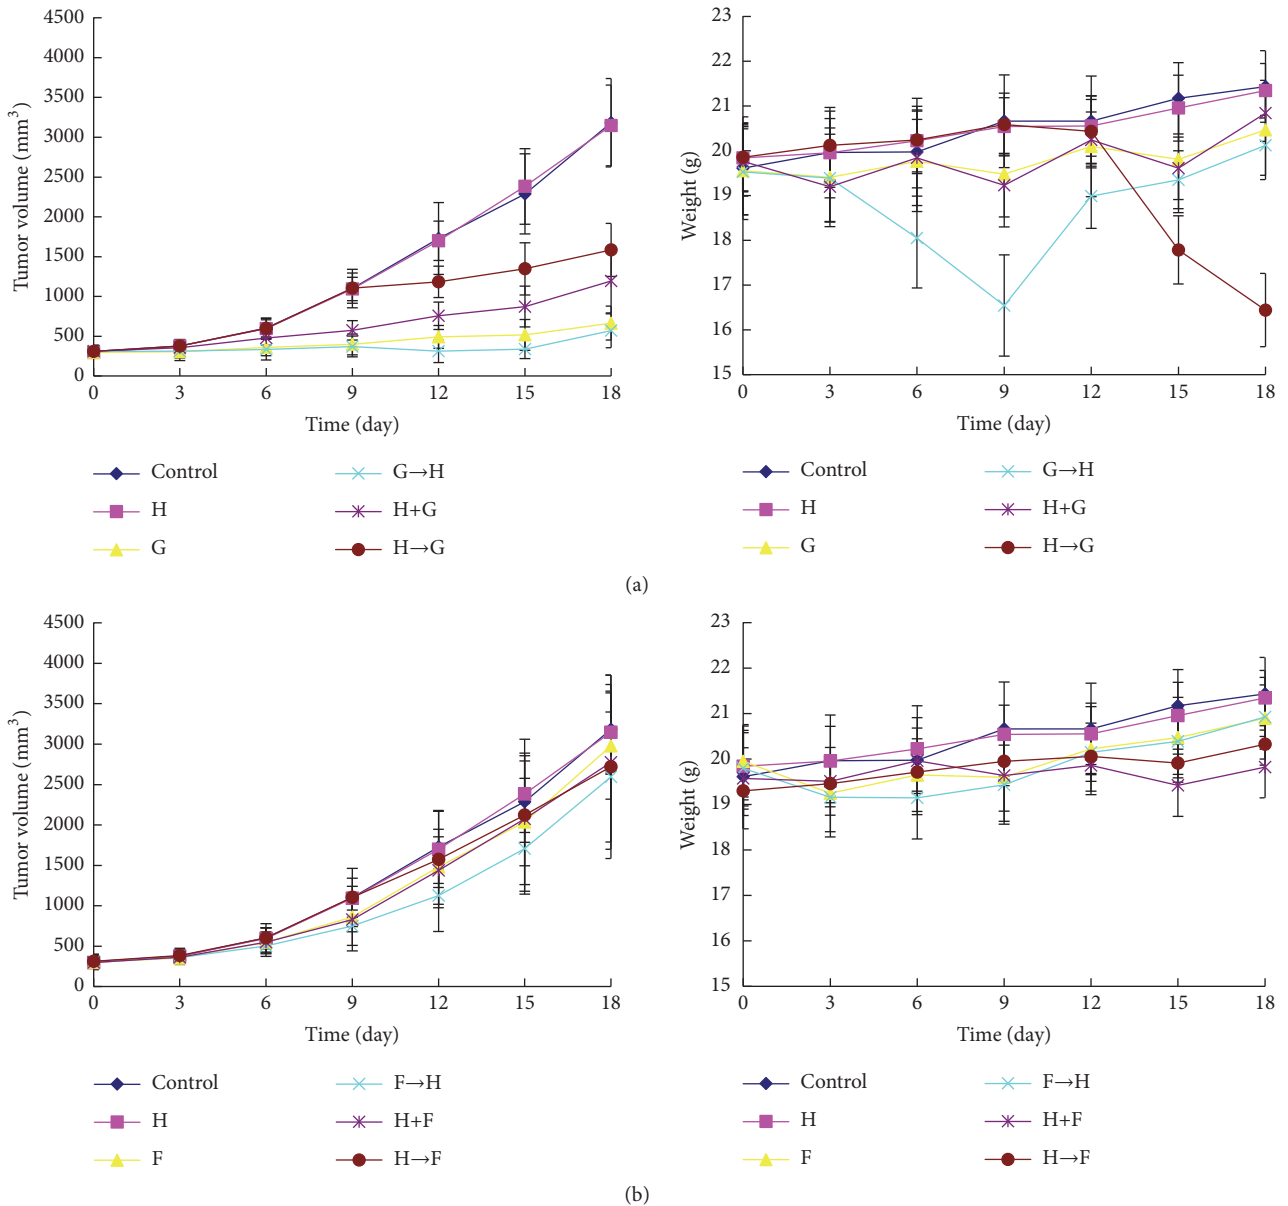 Tumor volume (mm³)
4500
4000
3500
3000
2500
2000
1500
1000
500
0
0 3 6 9 12 15 18
Time (day)
Control
H
G
G→H
H+G
H→G
Weight (g)
23
22
21
20
19
18
17
16
15
0 3 6 9 12 15 18
Time (day)
Control
H
G
G→H
H+G
H→G
(a)
Tumor volume (mm³)
4500
4000
3500
3000
2500
2000
1500
1000
500
0
0 3 6 9 12 15 18
Time (day)
Control
H
F
F→H
H+F
H→F
Weight (g)
23
22
21
20
19
18
17
16
15
0 3 6 9 12 15 18
Time (day)
Control
H
F
F→H
H+F
H→F
(b)